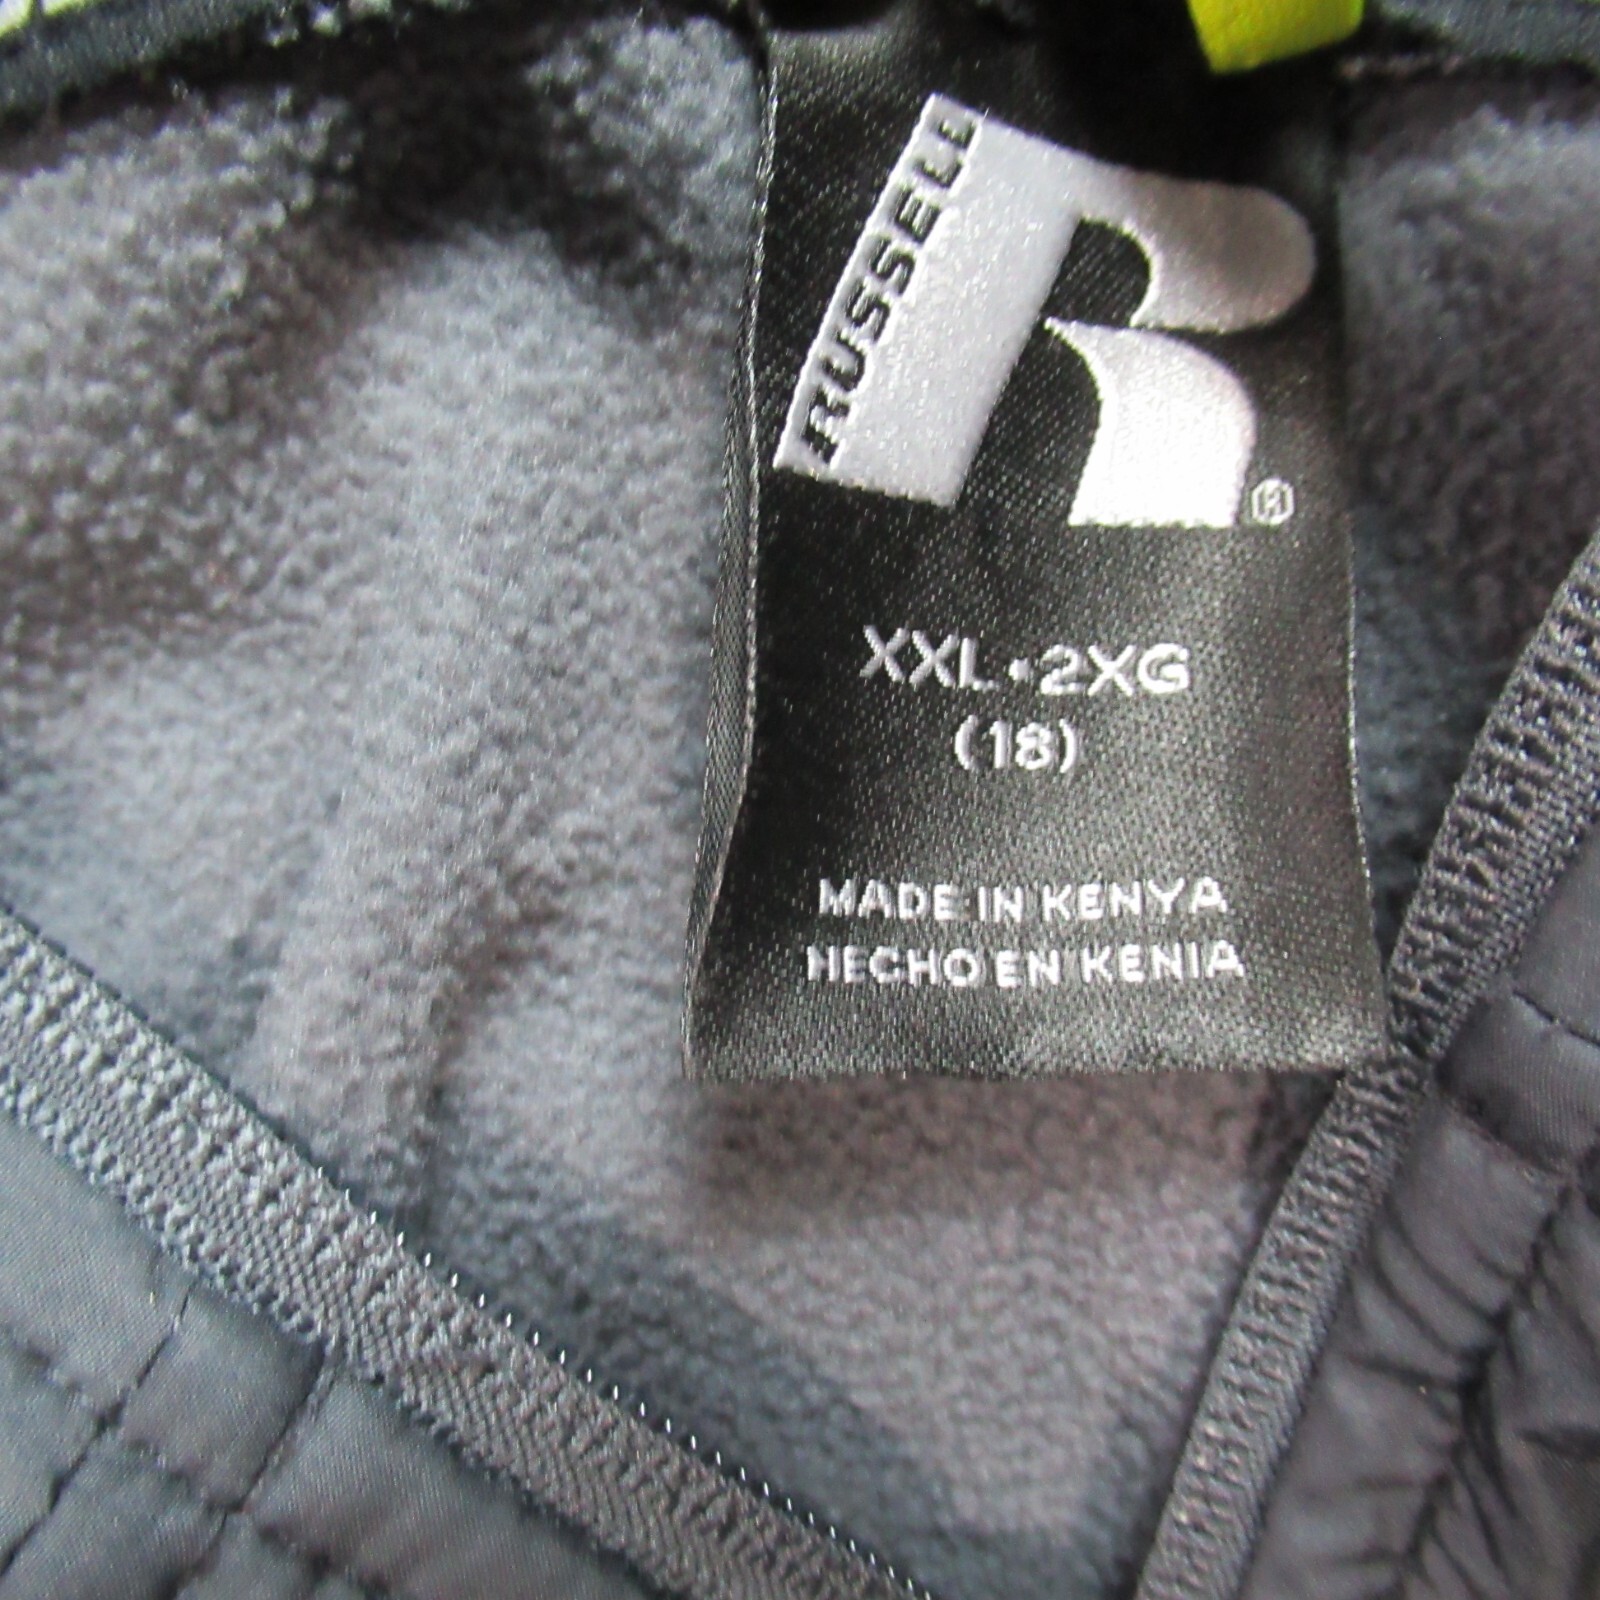 RUSSELL
R®
XXL•2XG
(18)
MADE IN KENYA
HECHO EN KENIA